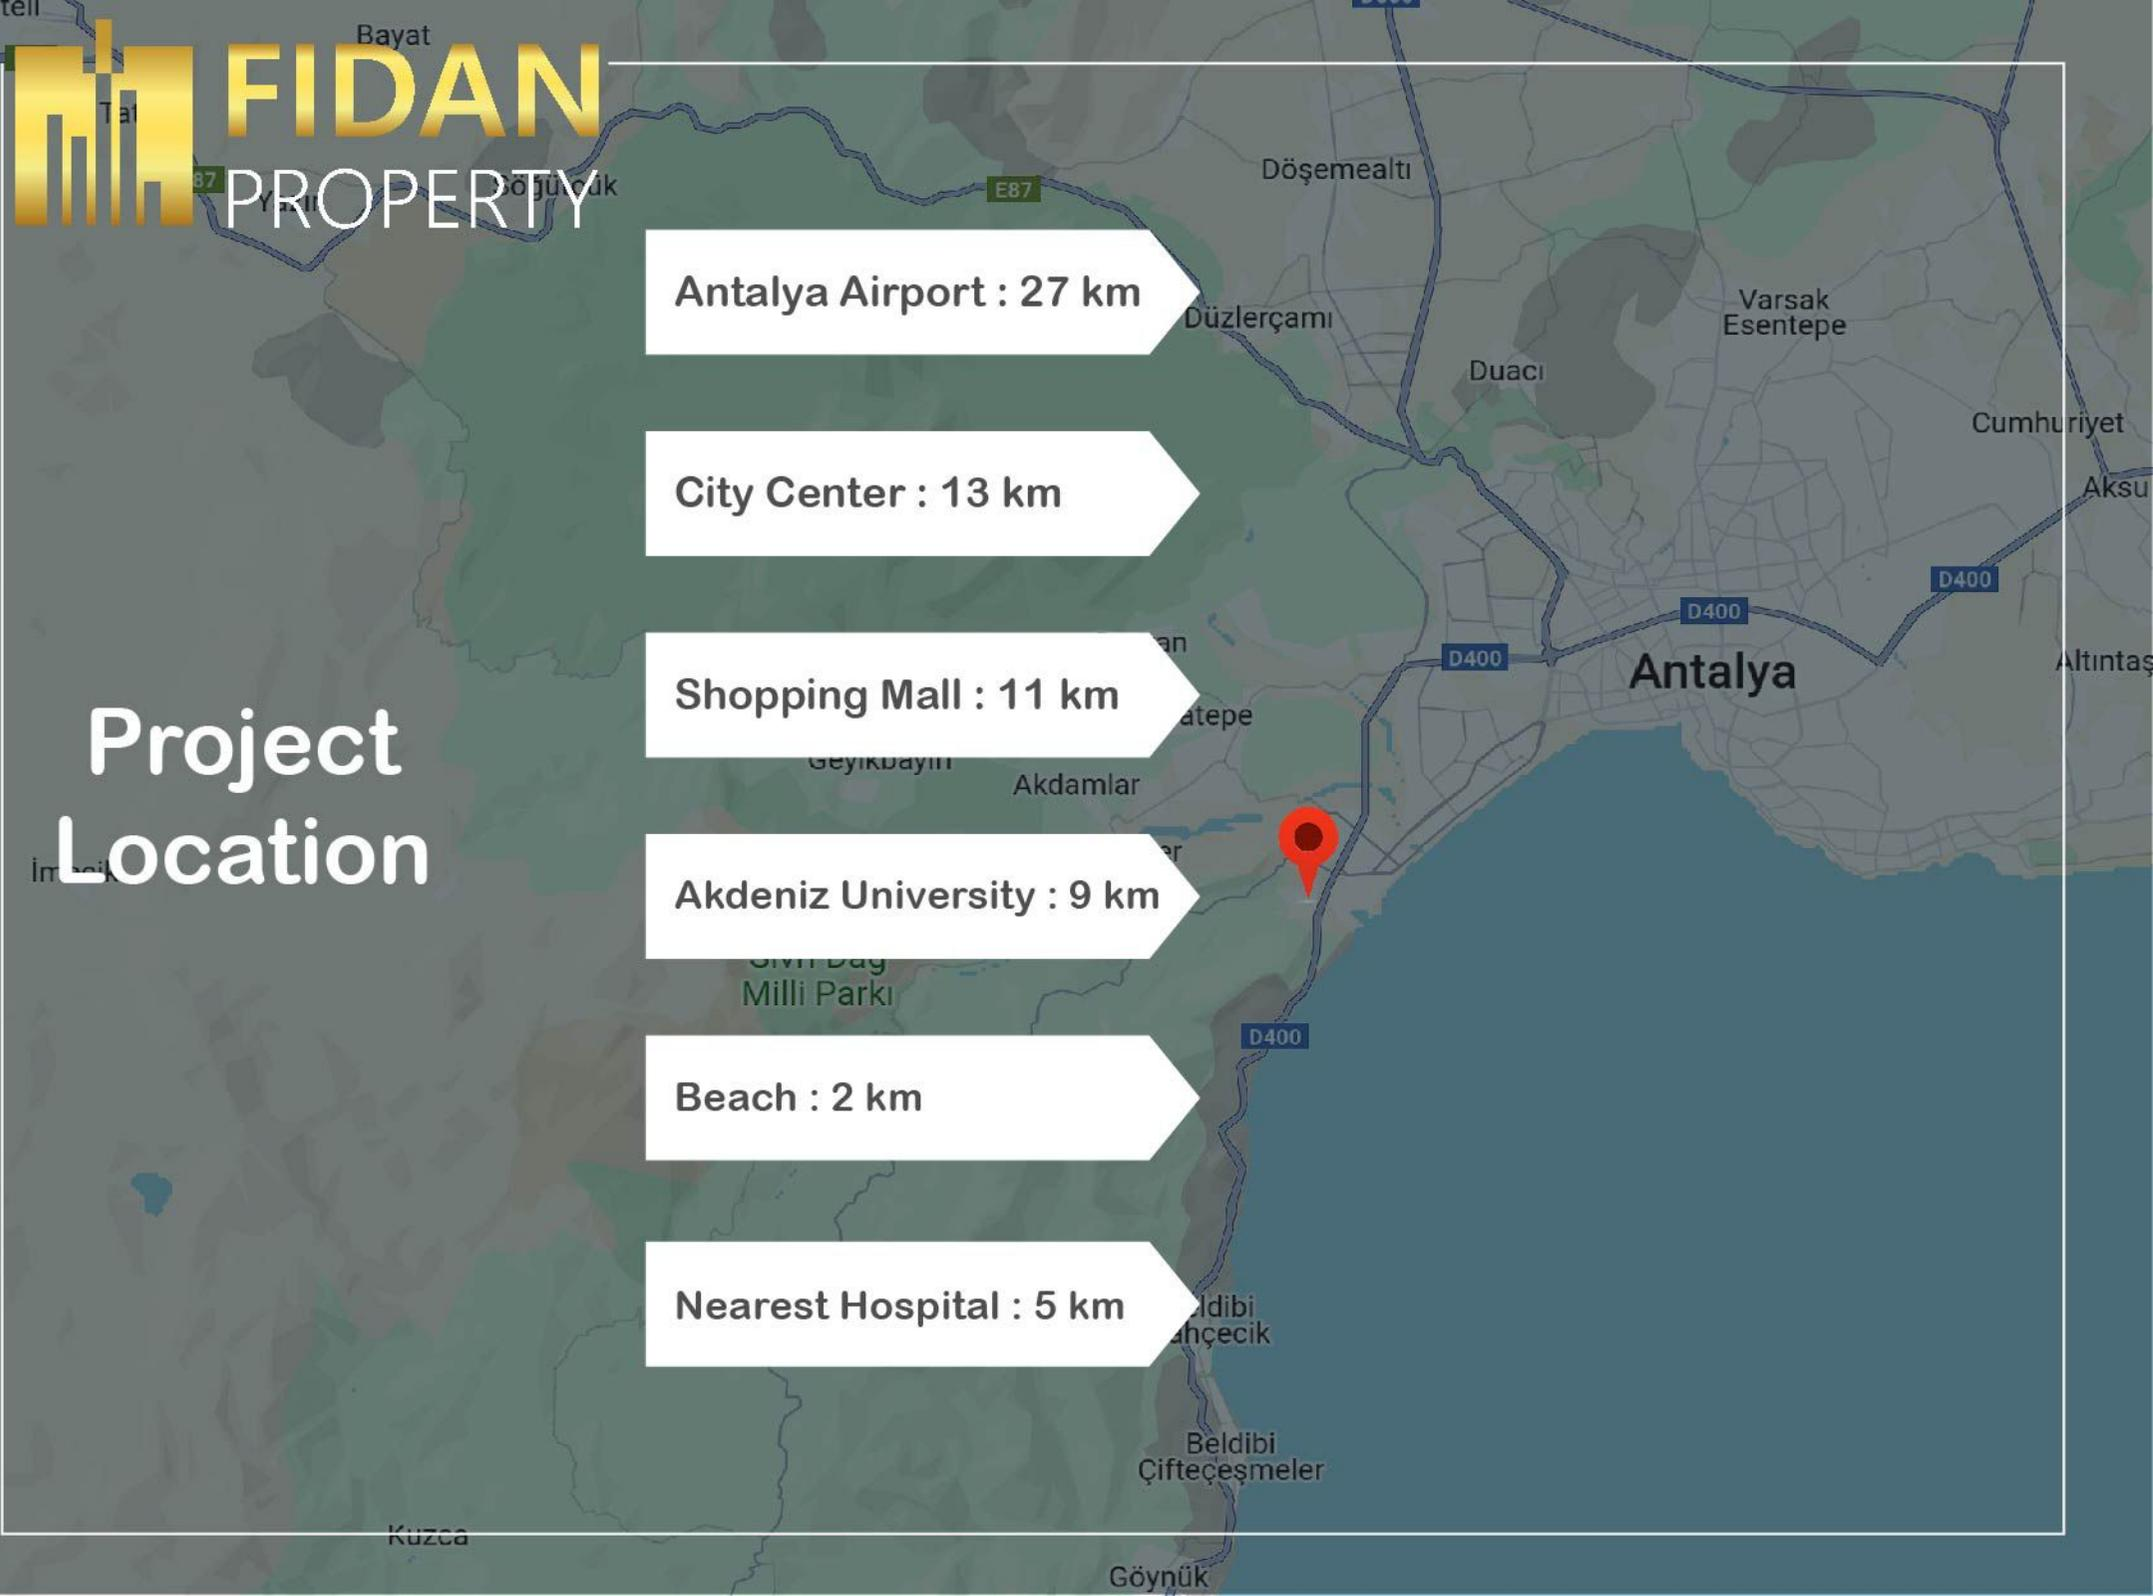 Bayat
FIDAN
PROPERTY
E87
Döşemealtı
Antalya Airport : 27 km
Düzlerçamı
Varsak
Esentepe
Duacı
Cumhuriyet
City Center : 13 km
Aksu
D400
D400
D400
Antalya
Altıntaş
Shopping Mall : 11 km
Akdamlar
Project
Location
Akdeniz University : 9 km
Milli Parkı
D400
Beach : 2 km
Nearest Hospital : 5 km
Beldibi
Çifteçeşmeler
Kuzca
Göynük